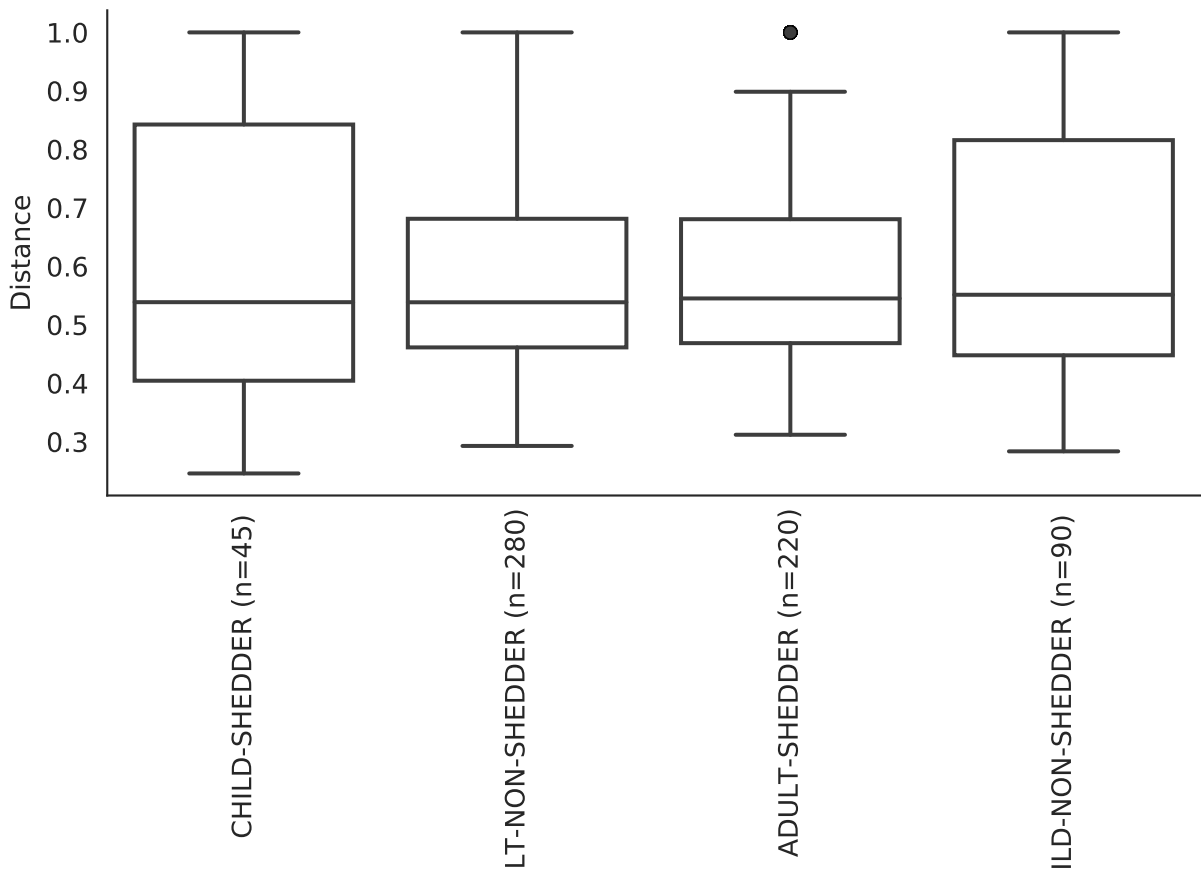 1.0
0.9
0.8
0.7
0.6
0.5
0.4
0.3
Distance
CHILD-SHEDDER (n=45)
LT-NON-SHEDDER (n=280)
ADULT-SHEDDER (n=220)
ILD-NON-SHEDDER (n=90)